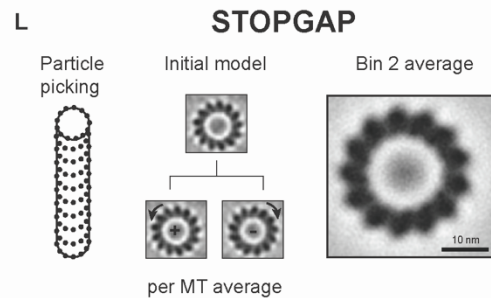 L
STOPGAP
Particle
picking
Initial model
Bin 2 average
+
-
10 nm
per MT average